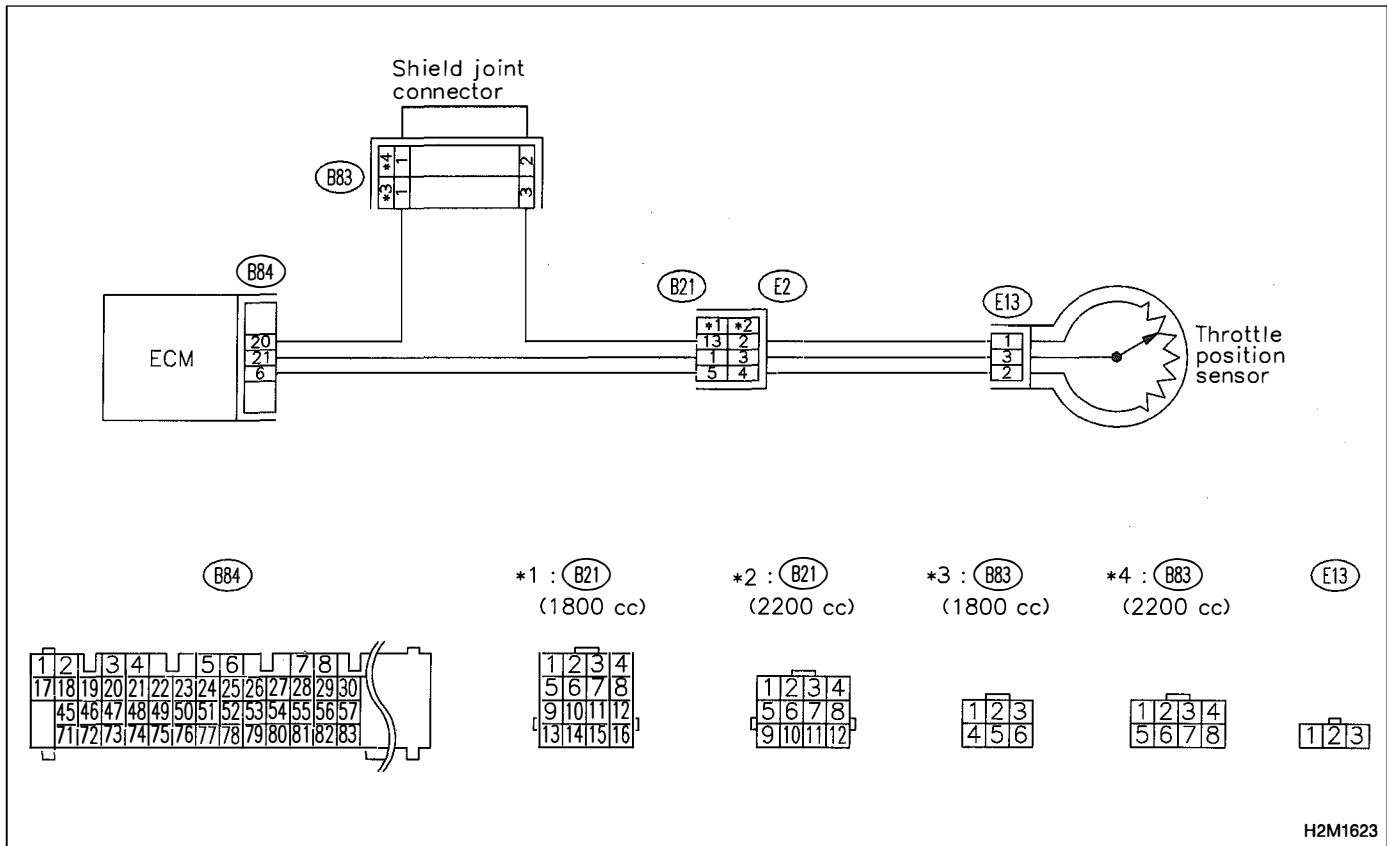 Shield joint
connector
B83
*4 1 2
*3 1 3
B84
B21 E2
E13
ECM
20
21
6
*1 *2
13 2
1 3
5 4
1
3
2
Throttle
position
sensor
B84
*1 : B21
(1800 cc)
*2 : B21
(2200 cc)
*3 : B83
(1800 cc)
*4 : B83
(2200 cc)
E13
1 2 3 4 5 6 7 8
17 18 19 20 21 22 23 24 25 26 27 28 29 30
45 46 47 48 49 50 51 52 53 54 55 56 57
71 72 73 74 75 76 77 78 79 80 81 82 83
1 2 3 4
5 6 7 8
9 10 11 12
13 14 15 16
1 2 3 4
5 6 7 8
9 10 11 12
1 2 3
4 5 6
1 2 3 4
5 6 7 8
1 2 3
H2M1623